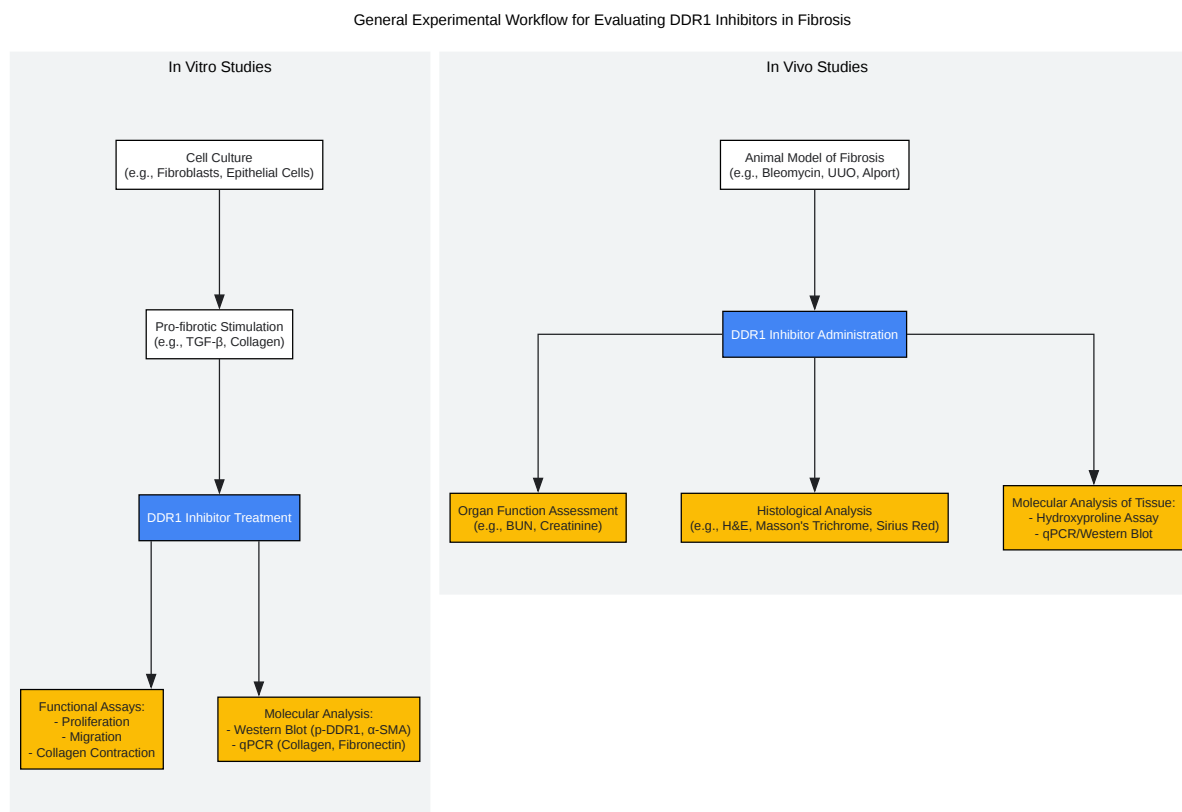 General Experimental Workflow for Evaluating DDR1 Inhibitors in Fibrosis
In Vitro Studies
Cell Culture
(e.g., Fibroblasts, Epithelial Cells)
Pro-fibrotic Stimulation
(e.g., TGF-β, Collagen)
DDR1 Inhibitor Treatment
Functional Assays:
- Proliferation
- Migration
- Collagen Contraction
Molecular Analysis:
- Western Blot (p-DDR1, α-SMA)
- qPCR (Collagen, Fibronectin)
In Vivo Studies
Animal Model of Fibrosis
(e.g., Bleomycin, UUO, Alport)
DDR1 Inhibitor Administration
Organ Function Assessment
(e.g., BUN, Creatinine)
Histological Analysis
(e.g., H&E, Masson's Trichrome, Sirius Red)
Molecular Analysis of Tissue:
- Hydroxyproline Assay
- qPCR/Western Blot